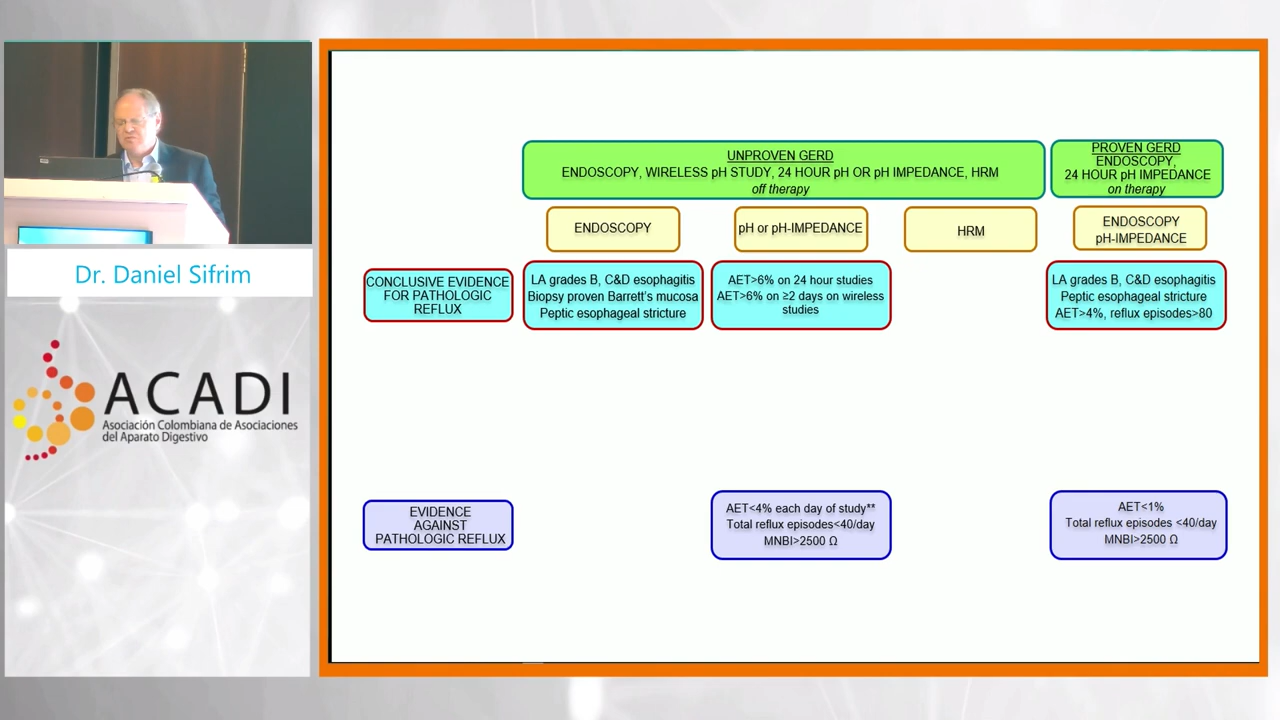 Dr. Daniel Sifrim
ACADI
Asociación Colombiana de Asociaciones
del Aparato Digestivo
UNPROVEN GERD
ENDOSCOPY, WIRELESS pH STUDY, 24 HOUR pH OR pH IMPEDANCE, HRM
off therapy
PROVEN GERD
ENDOSCOPY,
24 HOUR pH IMPEDANCE
on therapy
ENDOSCOPY
pH or pH-IMPEDANCE
HRM
ENDOSCOPY
pH-IMPEDANCE
CONCLUSIVE EVIDENCE
FOR PATHOLOGIC
REFLUX
LA grades B, C&D esophagitis
Biopsy proven Barrett's mucosa
Peptic esophageal stricture
AET>6% on 24 hour studies
AET>6% on ≥2 days on wireless
studies
LA grades B, C&D esophagitis
Peptic esophageal stricture
AET>4%, reflux episodes>80
EVIDENCE
AGAINST
PATHOLOGIC REFLUX
AET<4% each day of study**
Total reflux episodes<40/day
MNBI>2500 Ω
AET<1%
Total reflux episodes <40/day
MNBI>2500 Ω